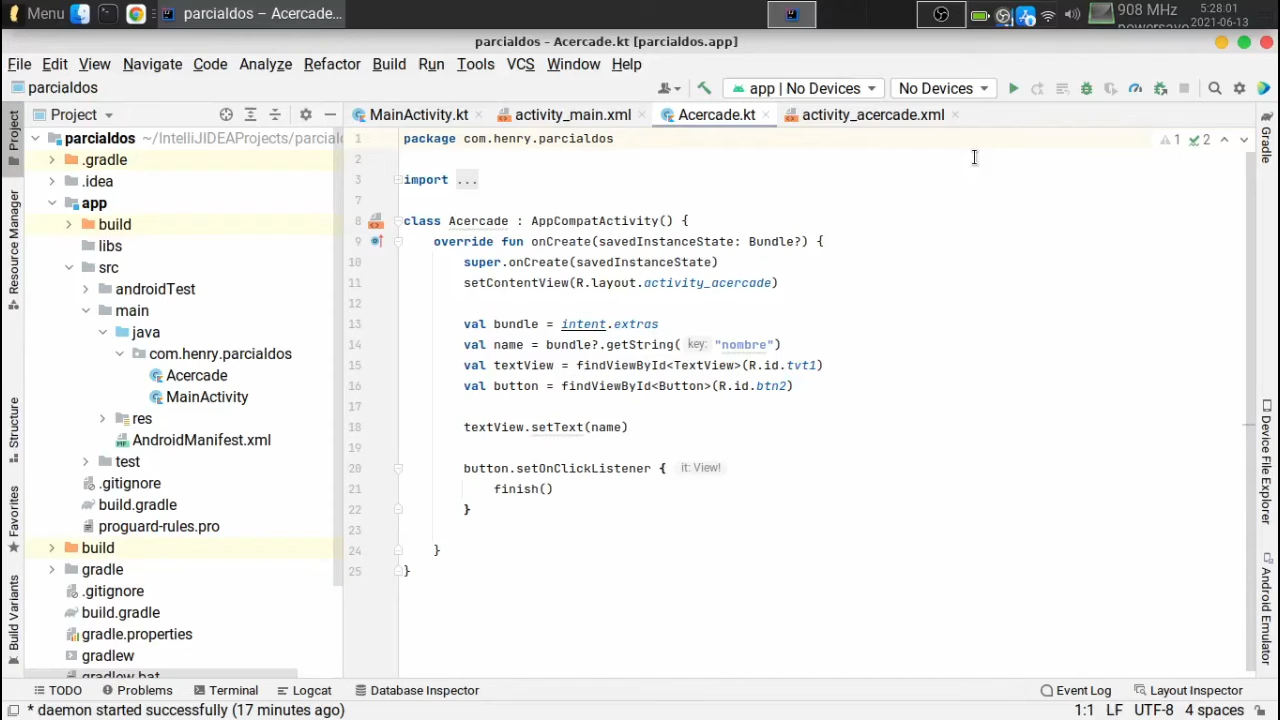 Menu
parcialdos – Acercade...
908 MHz
powersave
5:28:01
2021-06-13
parcialdos – Acercade.kt [parcialdos.app]
File Edit View Navigate Code Analyze Refactor Build Run Tools VCS Window Help
parcialdos
app | No Devices
No Devices
Project
MainActivity.kt
activity_main.xml
Acercade.kt
activity_acercade.xml
Project
Resource Manager
Structure
Favorites
Build Variants
parcialdos ~/IntelliJIDEAProjects/parcial
.gradle
.idea
app
build
libs
src
androidTest
main
java
com.henry.parcialdos
Acercade
MainActivity
res
AndroidManifest.xml
test
.gitignore
build.gradle
proguard-rules.pro
build
gradle
.gitignore
build.gradle
gradle.properties
gradlew
gradlew.bat
1 package com.henry.parcialdos
2
3 import ...
7
8 class Acercade : AppCompatActivity() {
9 override fun onCreate(savedInstanceState: Bundle?) {
10 super.onCreate(savedInstanceState)
11 setContentView(R.layout.activity_acercade)
12
13 val bundle = intent.extras
14 val name = bundle?.getString( key: "nombre")
15 val textView = findViewById<TextView>(R.id.tvt1)
16 val button = findViewById<Button>(R.id.btn2)
17
18 textView.setText(name)
19
20 button.setOnClickListener { it: View!
21 finish()
22 }
23
24 }
25 }
1 2
Gradle
Device File Explorer
Android Emulator
TODO
Problems
Terminal
Logcat
Database Inspector
Event Log
Layout Inspector
* daemon started successfully (17 minutes ago)
1:1 LF UTF-8 4 spaces